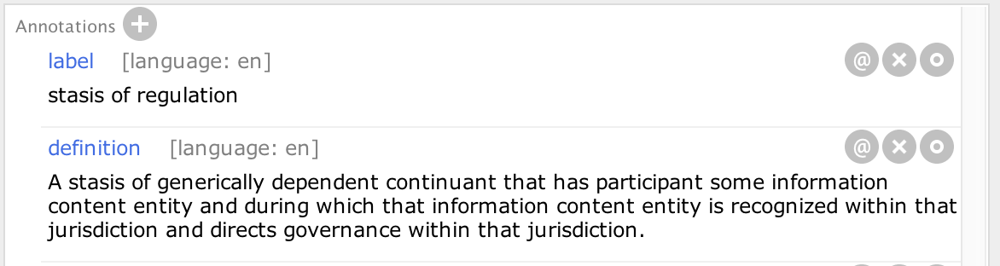 Annotations
label [language: en]
stasis of regulation
definition [language: en]
A stasis of generically dependent continuant that has participant some information
content entity and during which that information content entity is recognized within that
jurisdiction and directs governance within that jurisdiction.